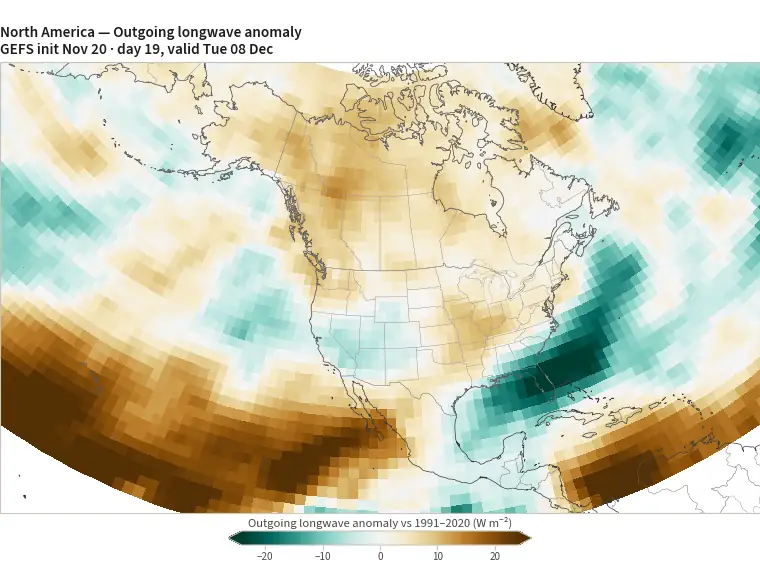 North America — Outgoing longwave anomaly
GEFS init Nov 20 · day 19, valid Tue 08 Dec
Outgoing longwave anomaly vs 1991–2020 (W m⁻²)
−20 −10 0 10 20